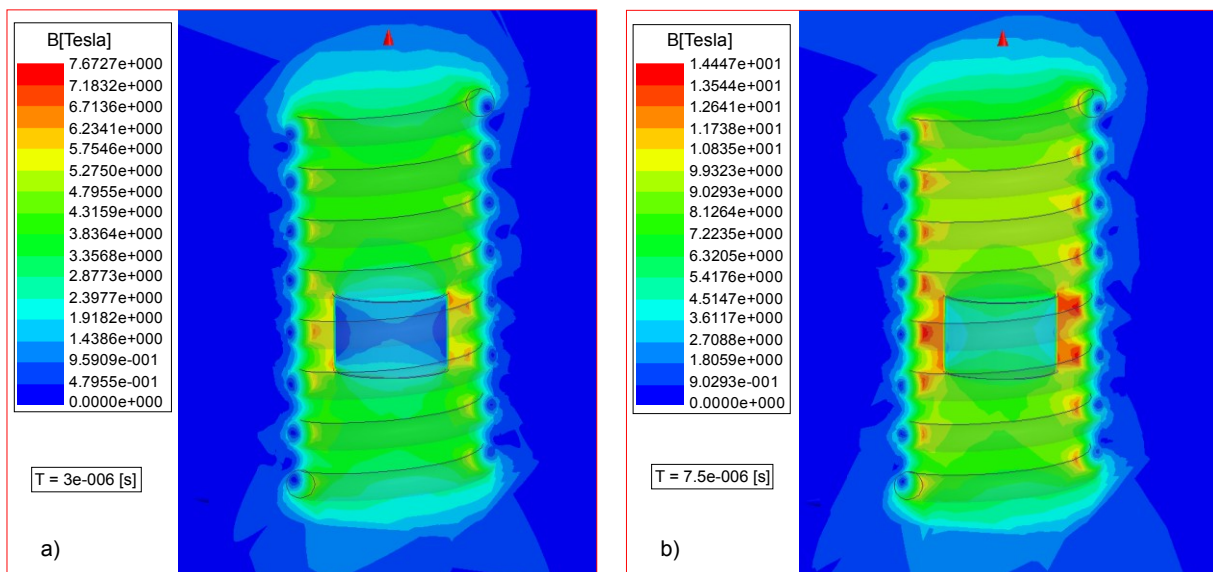 B[Tesla]
7.6727e+000
7.1832e+000
6.7136e+000
6.2341e+000
5.7546e+000
5.2750e+000
4.7955e+000
4.3159e+000
3.8364e+000
3.3568e+000
2.8773e+000
2.3977e+000
1.9182e+000
1.4386e+000
9.5909e-001
4.7955e-001
0.0000e+000
T = 3e-006 [s]
a)
B[Tesla]
1.4447e+001
1.3544e+001
1.2641e+001
1.1738e+001
1.0835e+001
9.9323e+000
9.0293e+000
8.1264e+000
7.2235e+000
6.3205e+000
5.4176e+000
4.5147e+000
3.6117e+000
2.7088e+000
1.8059e+000
9.0293e-001
0.0000e+000
T = 7.5e-006 [s]
b)